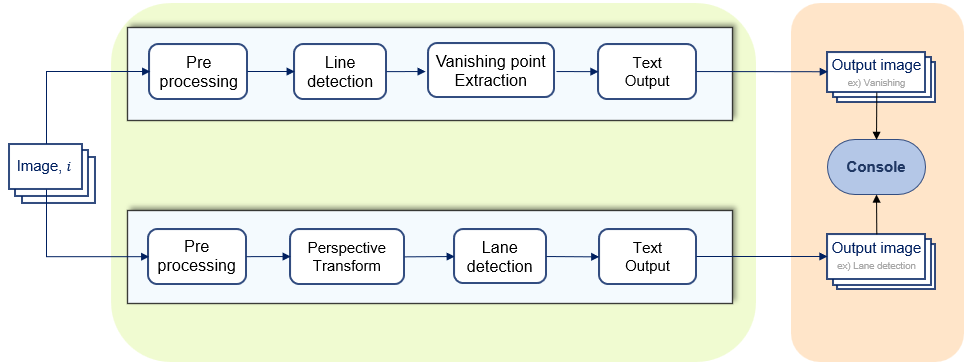 Pre
processing
Line
detection
Vanishing point
Extraction
Text
Output
Output image
ex) Vanishing
Image, i
Console
Pre
processing
Perspective
Transform
Lane
detection
Text
Output
Output image
ex) Lane detection